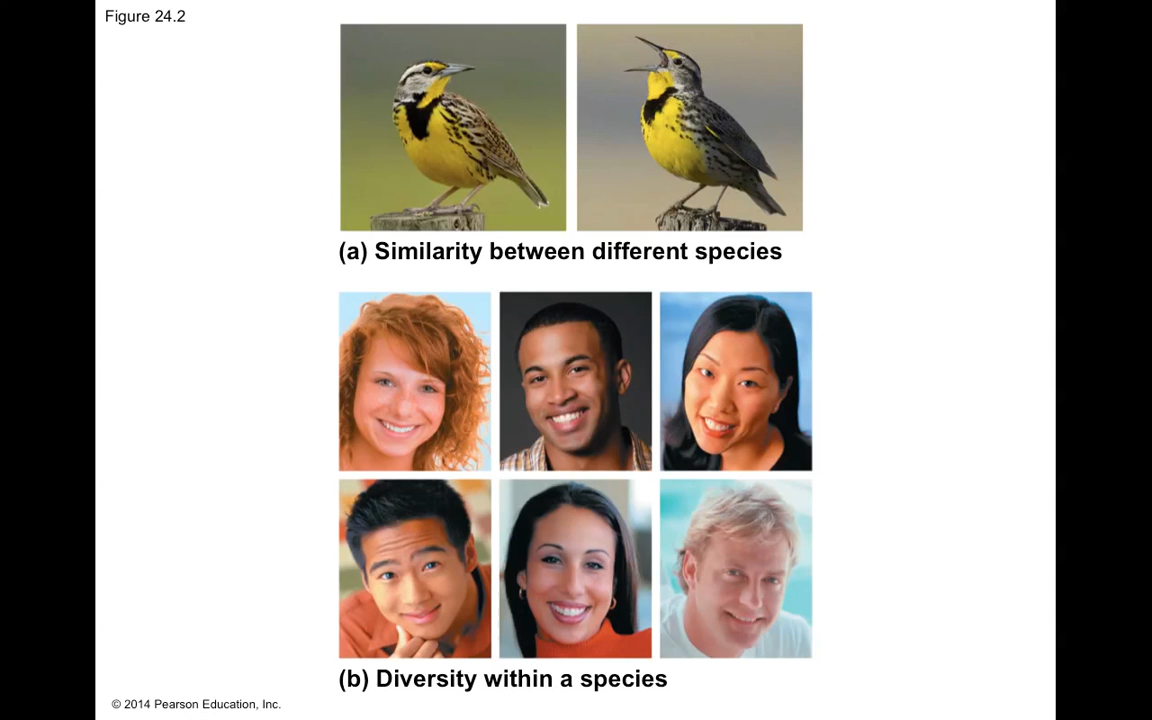 Figure 24.2
(a) Similarity between different species
(b) Diversity within a species
© 2014 Pearson Education, Inc.